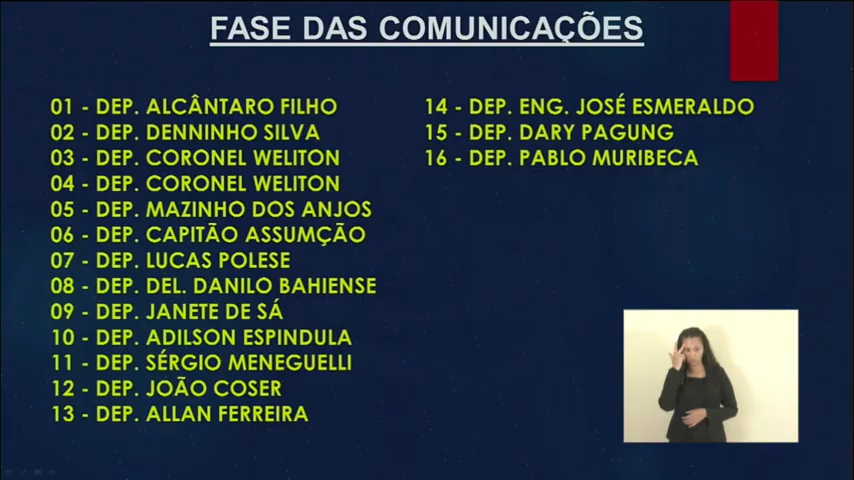 FASE DAS COMUNICAÇÕES
01 - DEP. ALCÂNTARO FILHO
02 - DEP. DENNINHO SILVA
03 - DEP. CORONEL WELITON
04 - DEP. CORONEL WELITON
05 - DEP. MAZINHO DOS ANJOS
06 - DEP. CAPITÃO ASSUMÇÃO
07 - DEP. LUCAS POLESE
08 - DEP. DEL. DANILO BAHIENSE
09 - DEP. JANETE DE SÁ
10 - DEP. ADILSON ESPINDULA
11 - DEP. SÉRGIO MENEGUELLI
12 - DEP. JOÃO COSER
13 - DEP. ALLAN FERREIRA
14 - DEP. ENG. JOSÉ ESMERALDO
15 - DEP. DARY PAGUNG
16 - DEP. PABLO MURIBECA